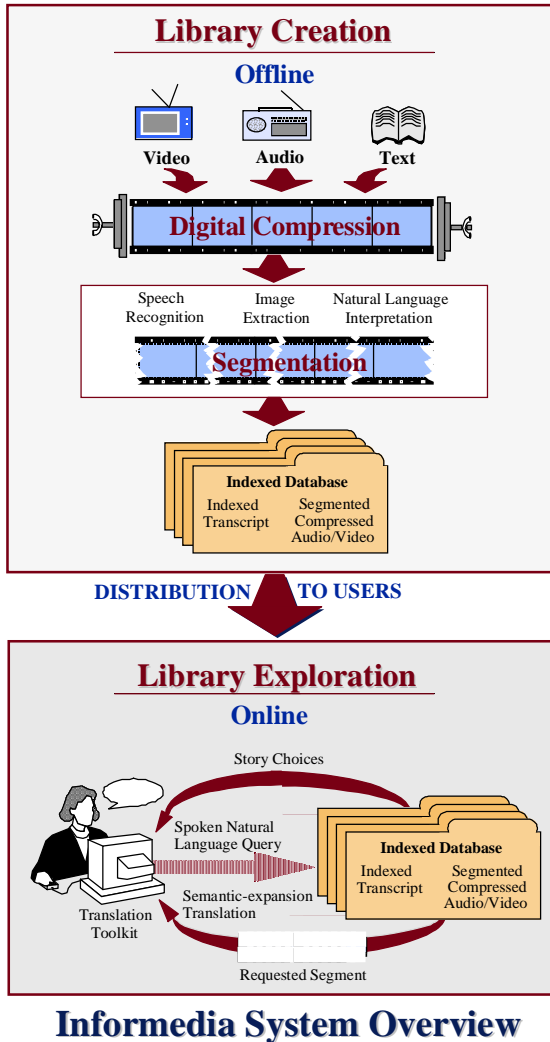 Library Creation
Offline
Video
Audio
Text
Digital Compression
Speech
Recognition
Image
Extraction
Natural Language
Interpretation
Segmentation
Indexed Database
Indexed
Transcript
Segmented
Compressed
Audio/Video
DISTRIBUTION TO USERS
Library Exploration
Online
Story Choices
Spoken Natural
Language Query
Semantic-expansion
Translation
Translation
Toolkit
Indexed Database
Indexed
Transcript
Segmented
Compressed
Audio/Video
Requested Segment
Informedia System Overview